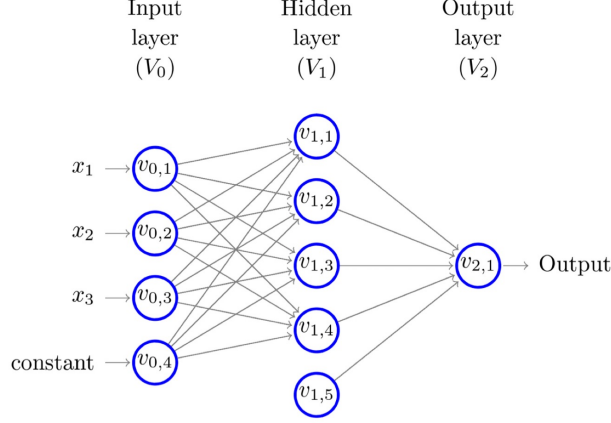 Input
layer
(V₀)
Hidden
layer
(V₁)
Output
layer
(V₂)
x₁
x₂
x₃
constant
v₀,₁
v₀,₂
v₀,₃
v₀,₄
v₁,₁
v₁,₂
v₁,₃
v₁,₄
v₁,₅
v₂,₁
Output